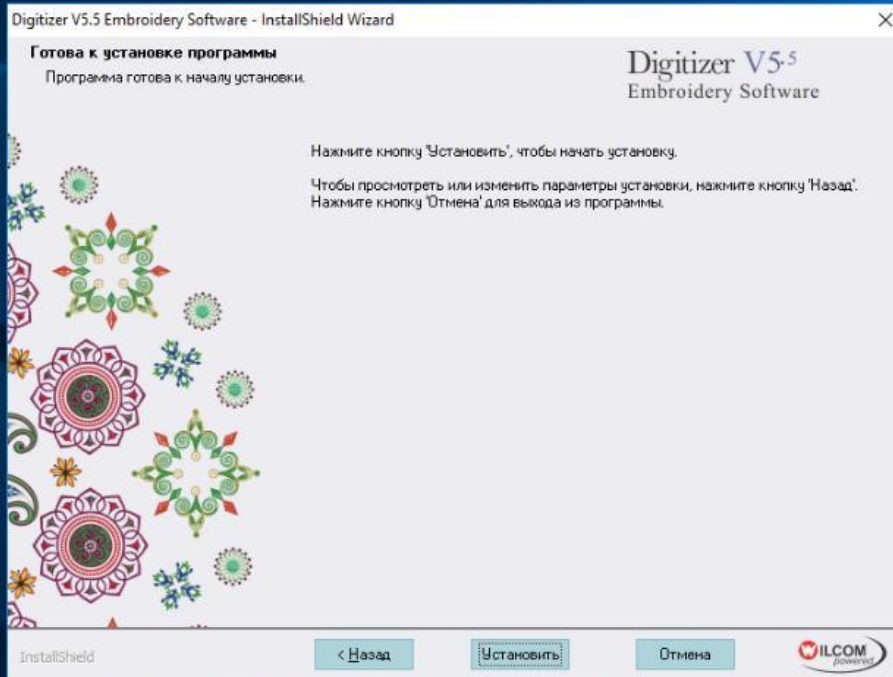 Digitizer V5.5 Embroidery Software - InstallShield Wizard
Готова к установке программы
Программа готова к началу установки.
Digitizer V5.5
Embroidery Software
Нажмите кнопку 'Установить', чтобы начать установку.
Чтобы просмотреть или изменить параметры установки, нажмите кнопку 'Назад'.
Нажмите кнопку 'Отмена' для выхода из программы.
InstallShield
< Назад
Установить
Отмена
WILCOM
powered